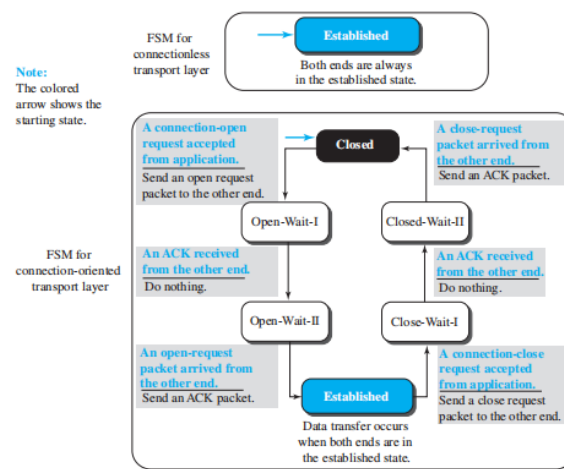 FSM for
connectionless
transport layer
Established
Both ends are always
in the established state.
Note:
The colored
arrow shows the
starting state.
FSM for
connection-oriented
transport layer
A connection-open
request accepted
from application.
Send an open request
packet to the other end.
Closed
A close-request
packet arrived from
the other end.
Send an ACK packet.
Open-Wait-I
Closed-Wait-II
An ACK received
from the other end.
Do nothing.
An ACK received
from the other end.
Do nothing.
Open-Wait-II
Close-Wait-I
An open-request
packet arrived from
the other end.
Send an ACK packet.
Established
A connection-close
request accepted
from application.
Send a close request
packet to the other end.
Data transfer occurs
when both ends are in
the established state.